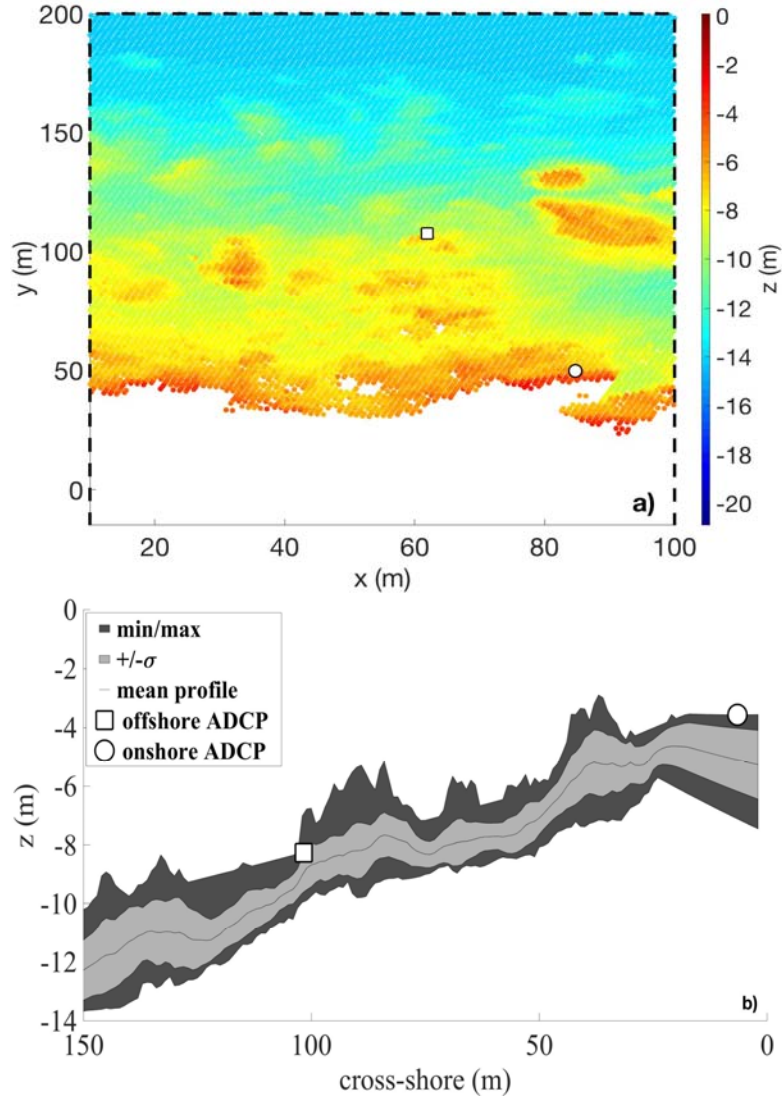 200
150
100
50
0
y (m)
20
40
60
80
100
x (m)
a)
0
-2
-4
-6
-8
-10
-12
-14
-16
-18
-20
z (m)
0
-2
-4
-6
-8
-10
-12
-14
z (m)
min/max
+/-σ
mean profile
offshore ADCP
onshore ADCP
b)
150
100
50
0
cross-shore (m)